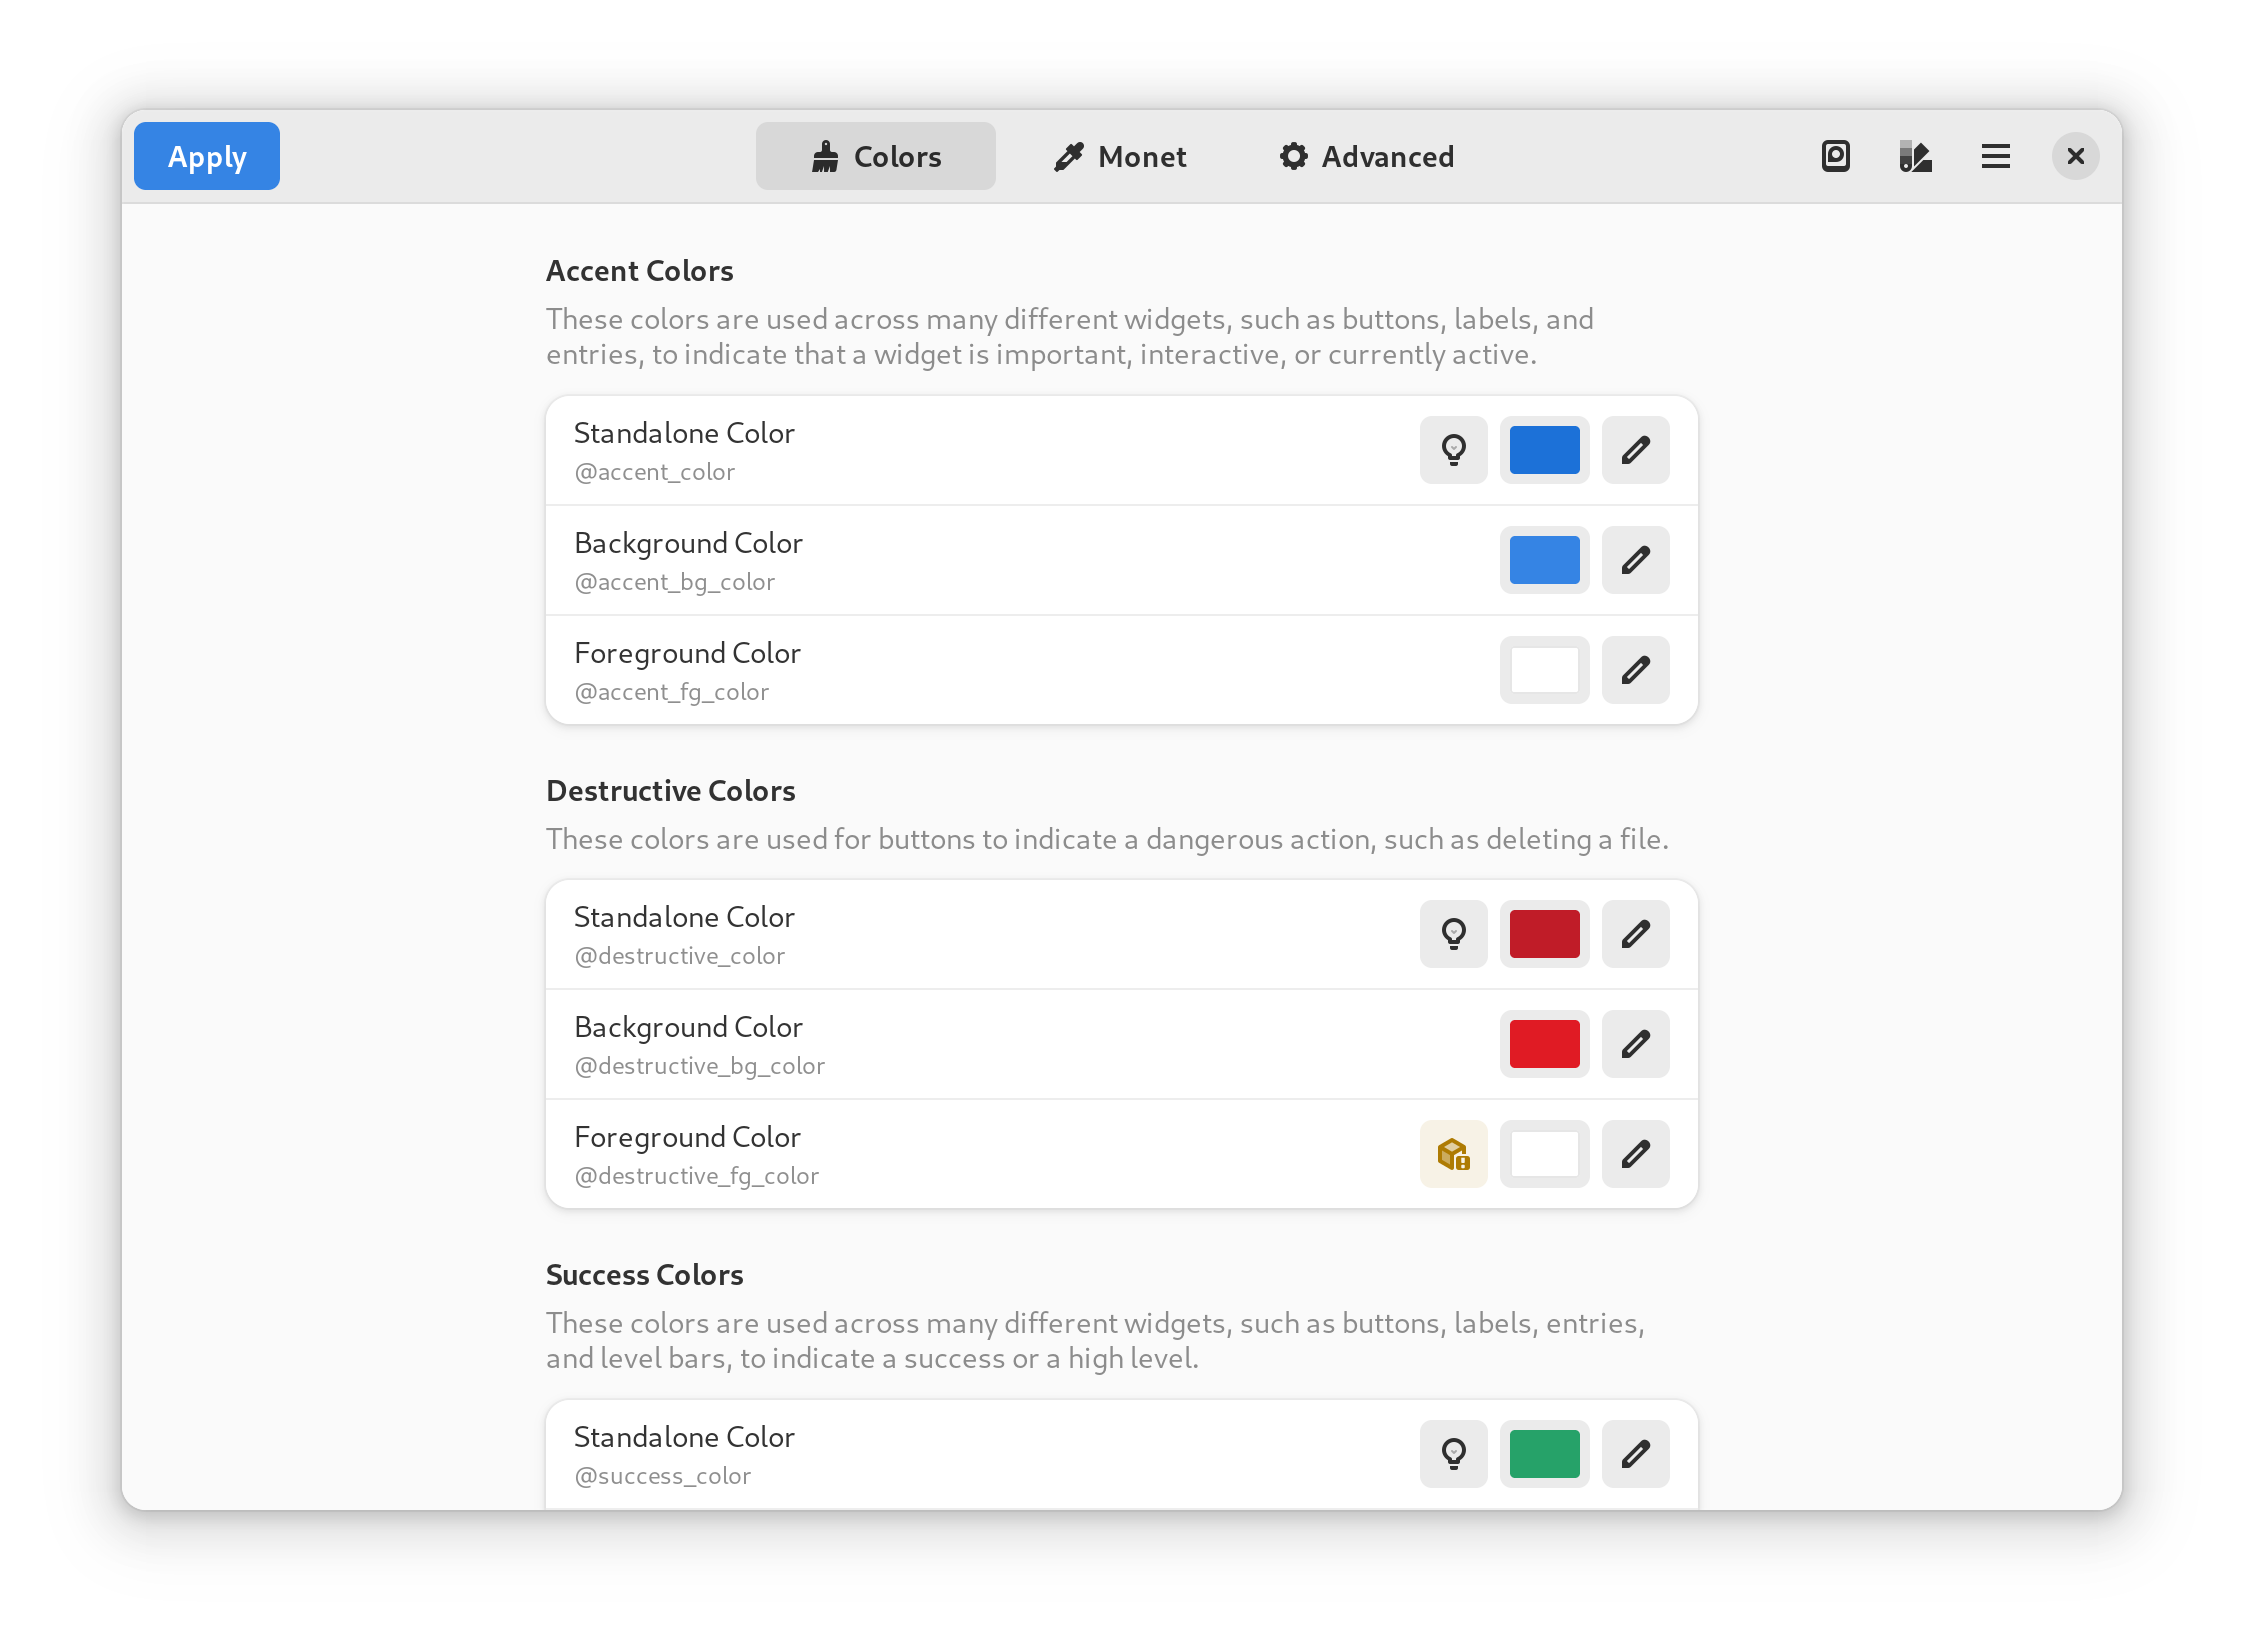 Apply
Colors
Monet
Advanced
Accent Colors
These colors are used across many different widgets, such as buttons, labels, and
entries, to indicate that a widget is important, interactive, or currently active.
Standalone Color
@accent_color
Background Color
@accent_bg_color
Foreground Color
@accent_fg_color
Destructive Colors
These colors are used for buttons to indicate a dangerous action, such as deleting a file.
Standalone Color
@destructive_color
Background Color
@destructive_bg_color
Foreground Color
@destructive_fg_color
Success Colors
These colors are used across many different widgets, such as buttons, labels, entries,
and level bars, to indicate a success or a high level.
Standalone Color
@success_color